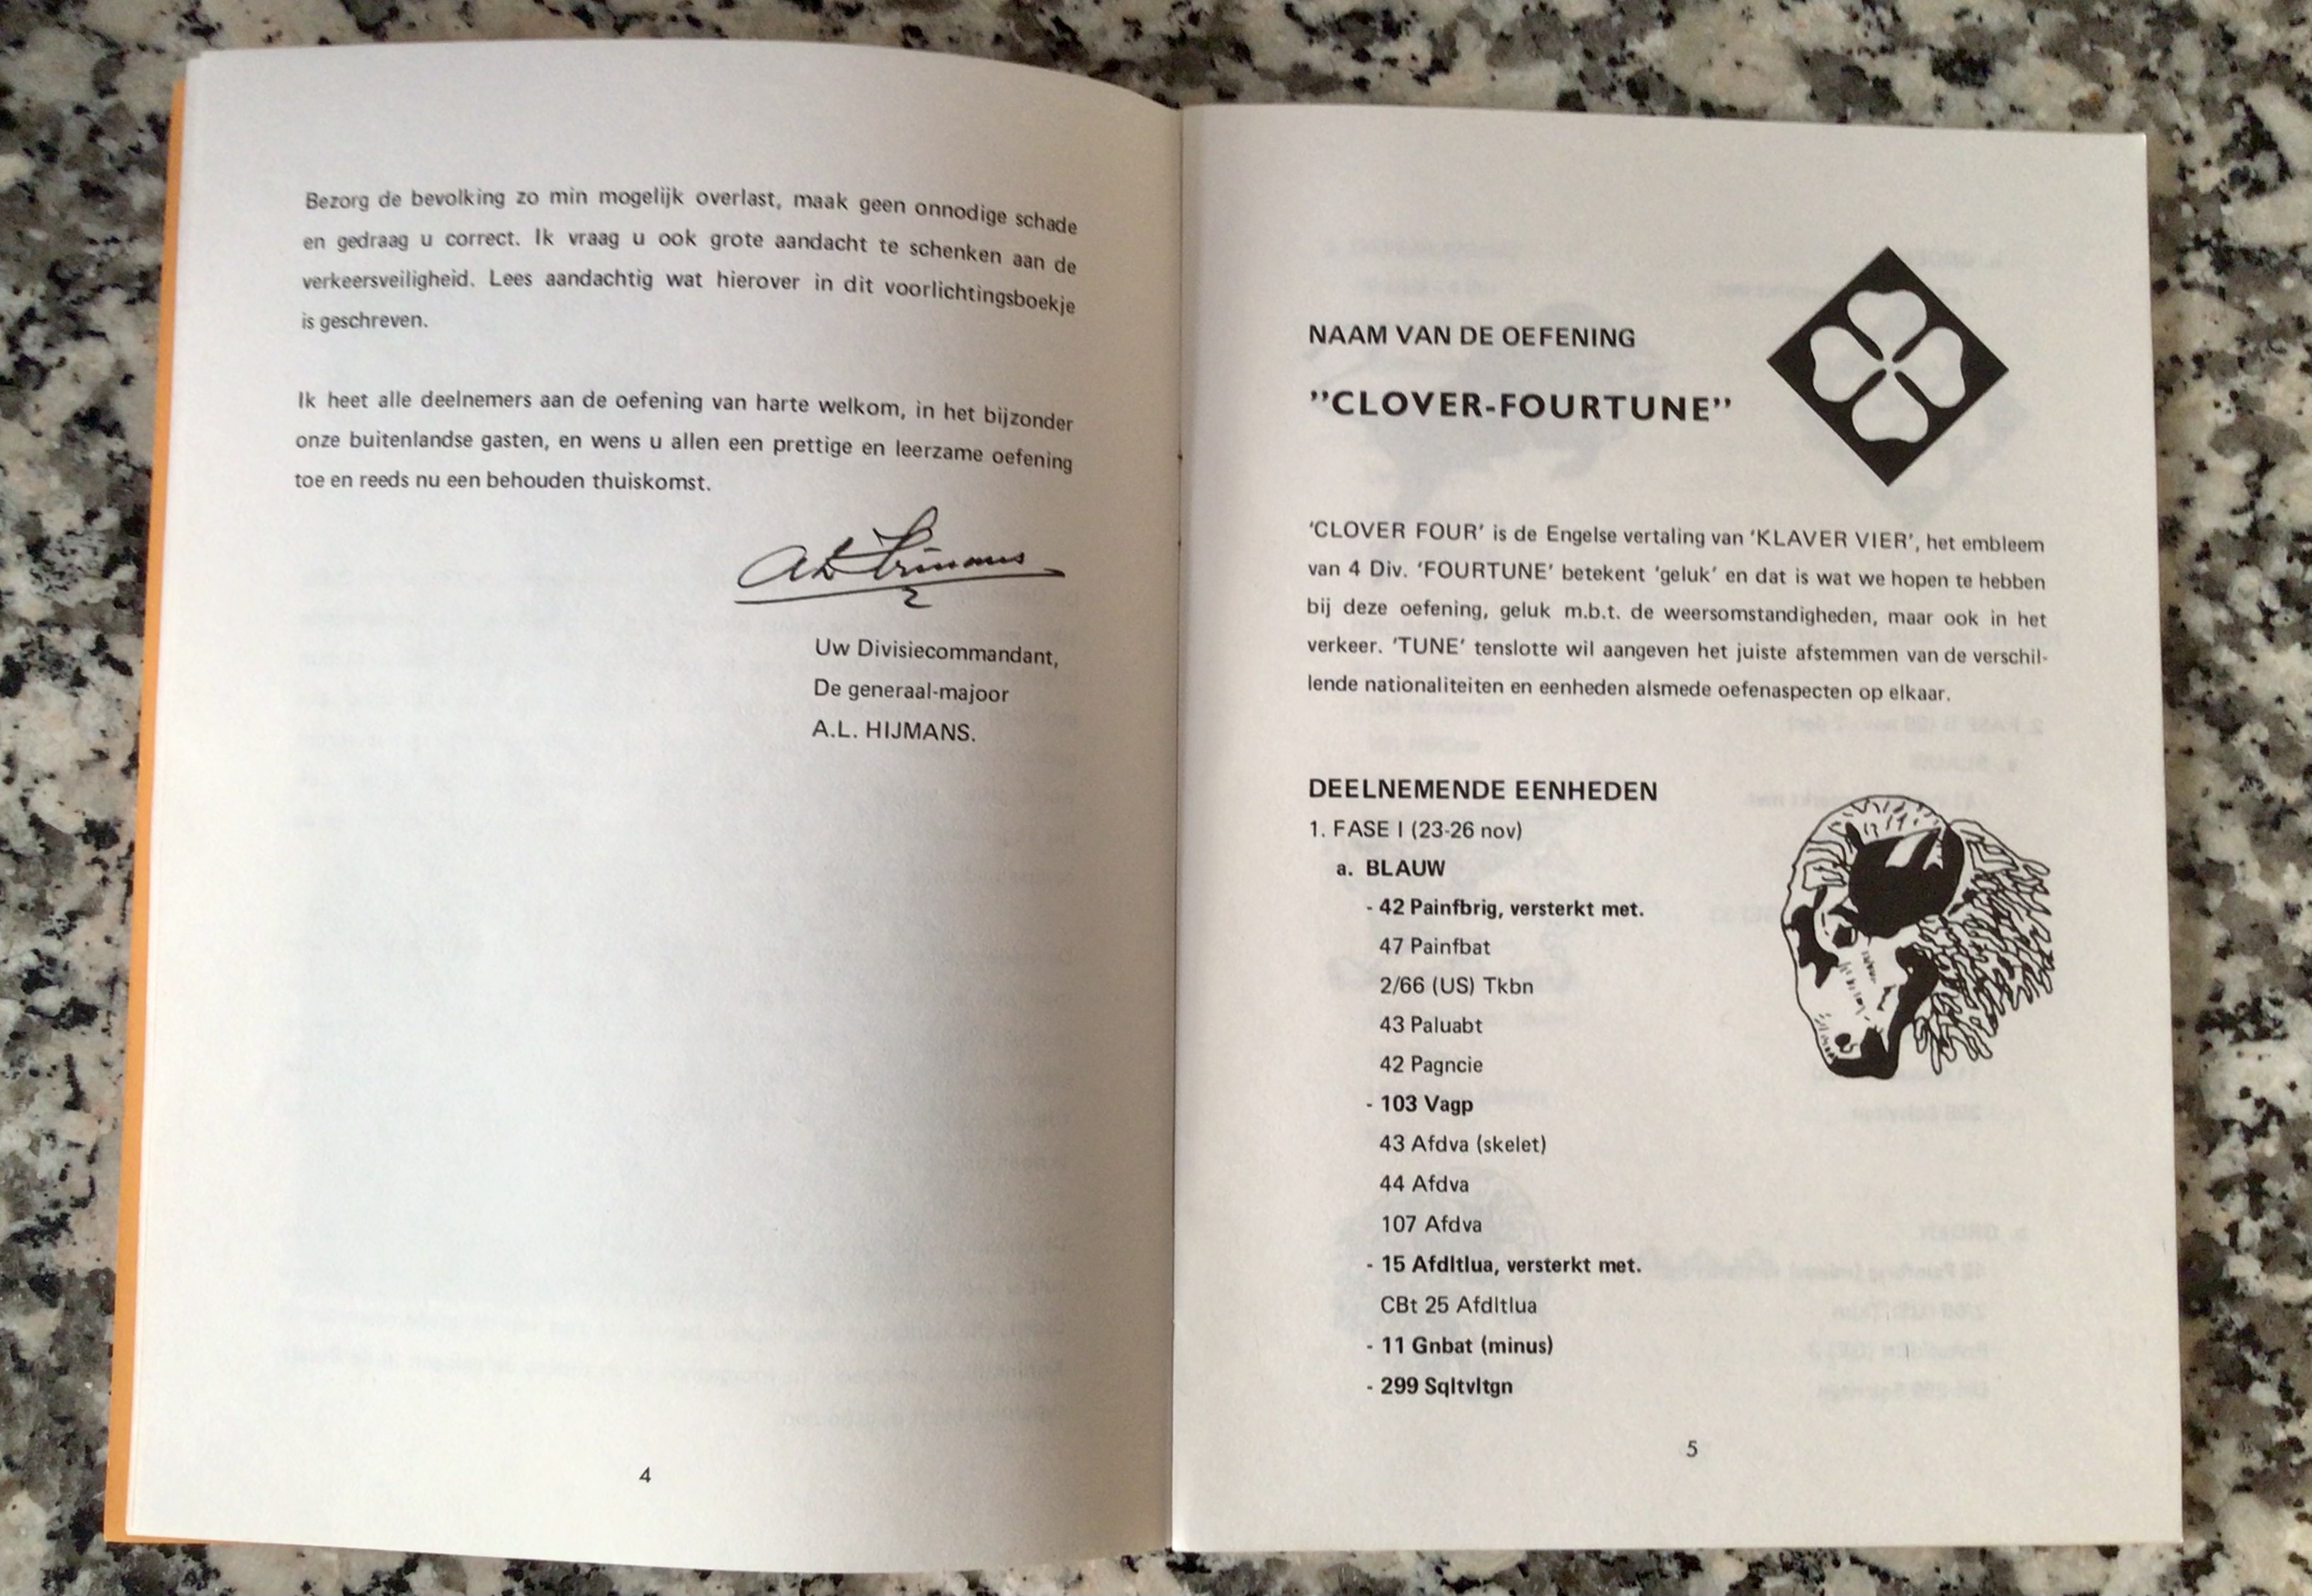 Bezorg de bevolking zo min mogelijk overlast, maak geen onnodige schade
en gedraag u correct. Ik vraag u ook grote aandacht te schenken aan de
verkeersveiligheid. Lees aandachtig wat hierover in dit voorlichtingsboekje
is geschreven.
Ik heet alle deelnemers aan de oefening van harte welkom, in het bijzonder
onze buitenlandse gasten, en wens u allen een prettige en leerzame oefening
toe en reeds nu een behouden thuiskomst.
Uw Divisiecommandant,
De generaal-majoor
A.L. HIJMANS.
4
NAAM VAN DE OEFENING
"CLOVER-FOURTUNE"
'CLOVER FOUR' is de Engelse vertaling van 'KLAVER VIER', het embleem
van 4 Div. 'FOURTUNE' betekent 'geluk' en dat is wat we hopen te hebben
bij deze oefening, geluk m.b.t. de weersomstandigheden, maar ook in het
verkeer. 'TUNE' tenslotte wil aangeven het juiste afstemmen van de verschil-
lende nationaliteiten en eenheden alsmede oefenaspecten op elkaar.
DEELNEMENDE EENHEDEN
1. FASE I (23-26 nov)
a. BLAUW
- 42 Painfbrig, versterkt met.
47 Painfbat
2/66 (US) Tkbn
43 Paluabt
42 Pagncie
- 103 Vagp
43 Afdva (skelet)
44 Afdva
107 Afdva
- 15 Afdltlua, versterkt met.
CBt 25 Afdltlua
- 11 Gnbat (minus)
- 299 Sqltvltgn
5